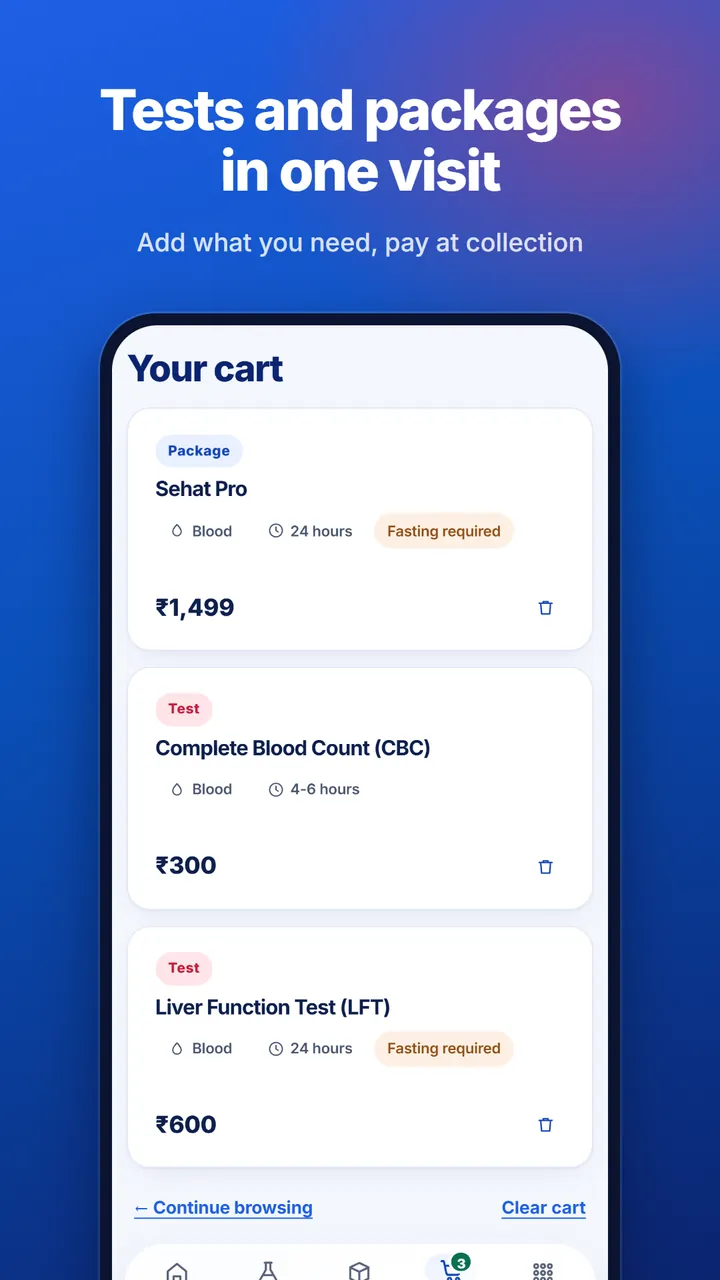 Tests and packages
in one visit
Add what you need, pay at collection
Your cart
Package
Sehat Pro
Blood 24 hours Fasting required
₹1,499
Test
Complete Blood Count (CBC)
Blood 4-6 hours
₹300
Test
Liver Function Test (LFT)
Blood 24 hours Fasting required
₹600
← Continue browsing Clear cart
3